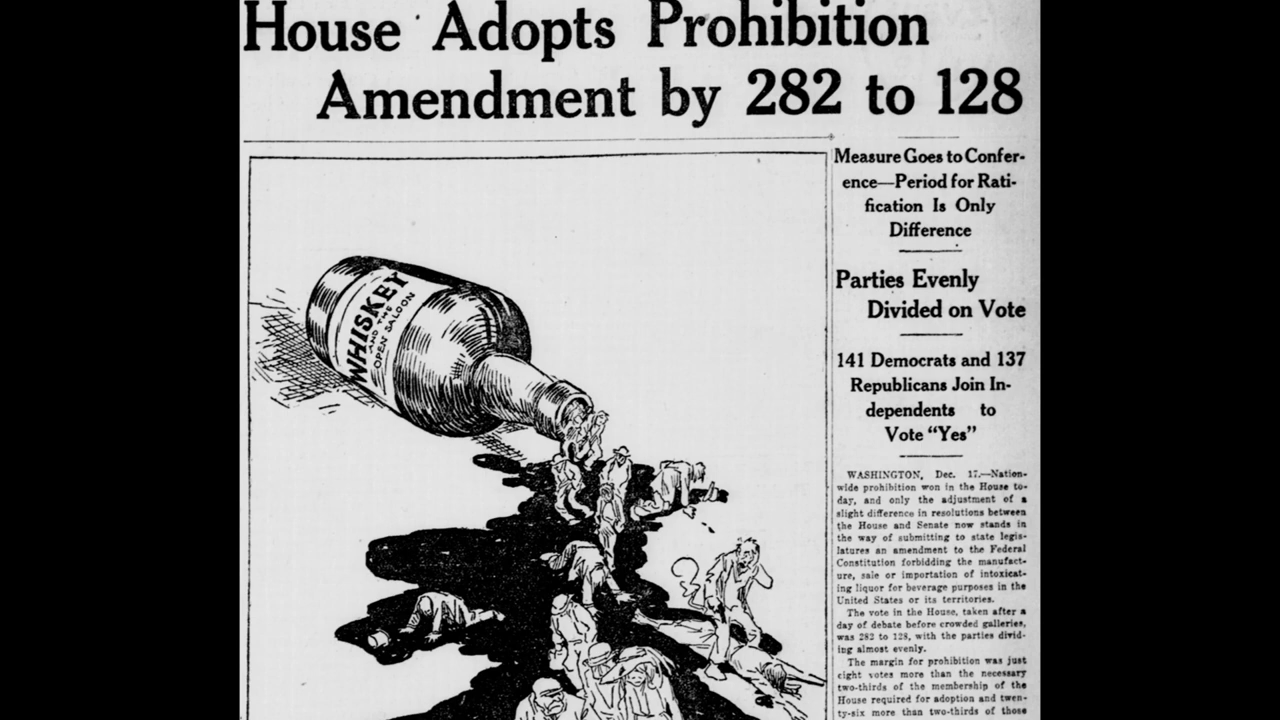 House Adopts Prohibition
Amendment by 282 to 128
WHISKEY
AND THE
OPEN SALOON
Measure Goes to Confer-
ence—Period for Rati-
fication Is Only
Difference
Parties Evenly
Divided on Vote
141 Democrats and 137
Republicans Join In-
dependents to
Vote “Yes”
WASHINGTON, Dec. 17.—Nation-
wide prohibition won in the House to-
day, and only the adjustment of a
slight difference in resolutions between
the House and Senate now stands in
the way of submitting to state legis-
latures an amendment to the Federal
Constitution forbidding the manufact-
ure, sale or importation of intoxicat-
ing liquor for beverage purposes in the
United States or its territories.
The vote in the House, taken after a
day of debate before crowded galleries,
was 282 to 128, with the parties divid-
ing almost evenly.
The margin for prohibition was just
eight votes more than the necessary
two-thirds of the membership of the
House required for adoption and twen-
ty-six more than two-thirds of those